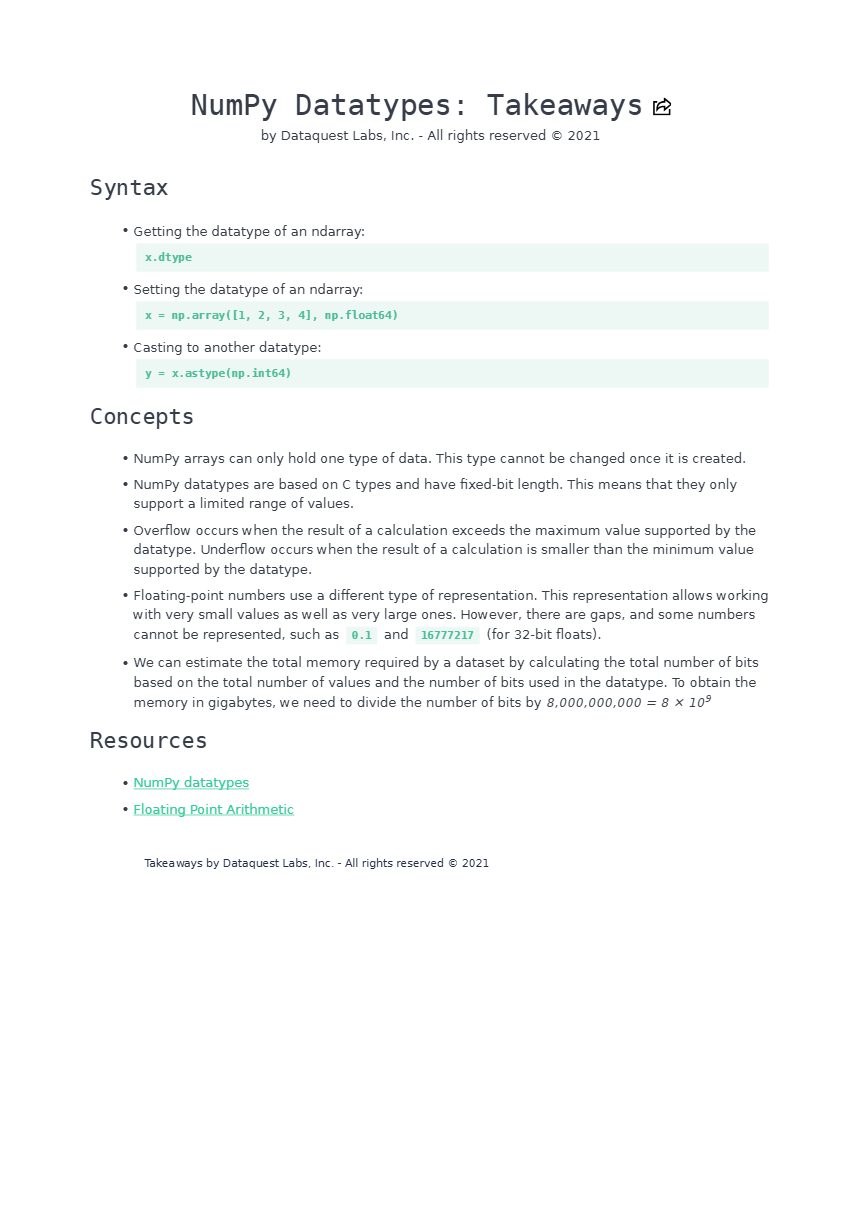 NumPy Datatypes: Takeaways
by Dataquest Labs, Inc. - All rights reserved © 2021
Syntax
• Getting the datatype of an ndarray:
x.dtype
• Setting the datatype of an ndarray:
x = np.array([1, 2, 3, 4], np.float64)
• Casting to another datatype:
y = x.astype(np.int64)
Concepts
• NumPy arrays can only hold one type of data. This type cannot be changed once it is created.
• NumPy datatypes are based on C types and have fixed-bit length. This means that they only
support a limited range of values.
• Overflow occurs when the result of a calculation exceeds the maximum value supported by the
datatype. Underflow occurs when the result of a calculation is smaller than the minimum value
supported by the datatype.
• Floating-point numbers use a different type of representation. This representation allows working
with very small values as well as very large ones. However, there are gaps, and some numbers
cannot be represented, such as 0.1 and 16777217 (for 32-bit floats).
• We can estimate the total memory required by a dataset by calculating the total number of bits
based on the total number of values and the number of bits used in the datatype. To obtain the
memory in gigabytes, we need to divide the number of bits by 8,000,000,000 = 8 × 10⁹
Resources
• NumPy datatypes
• Floating Point Arithmetic
Takeaways by Dataquest Labs, Inc. - All rights reserved © 2021